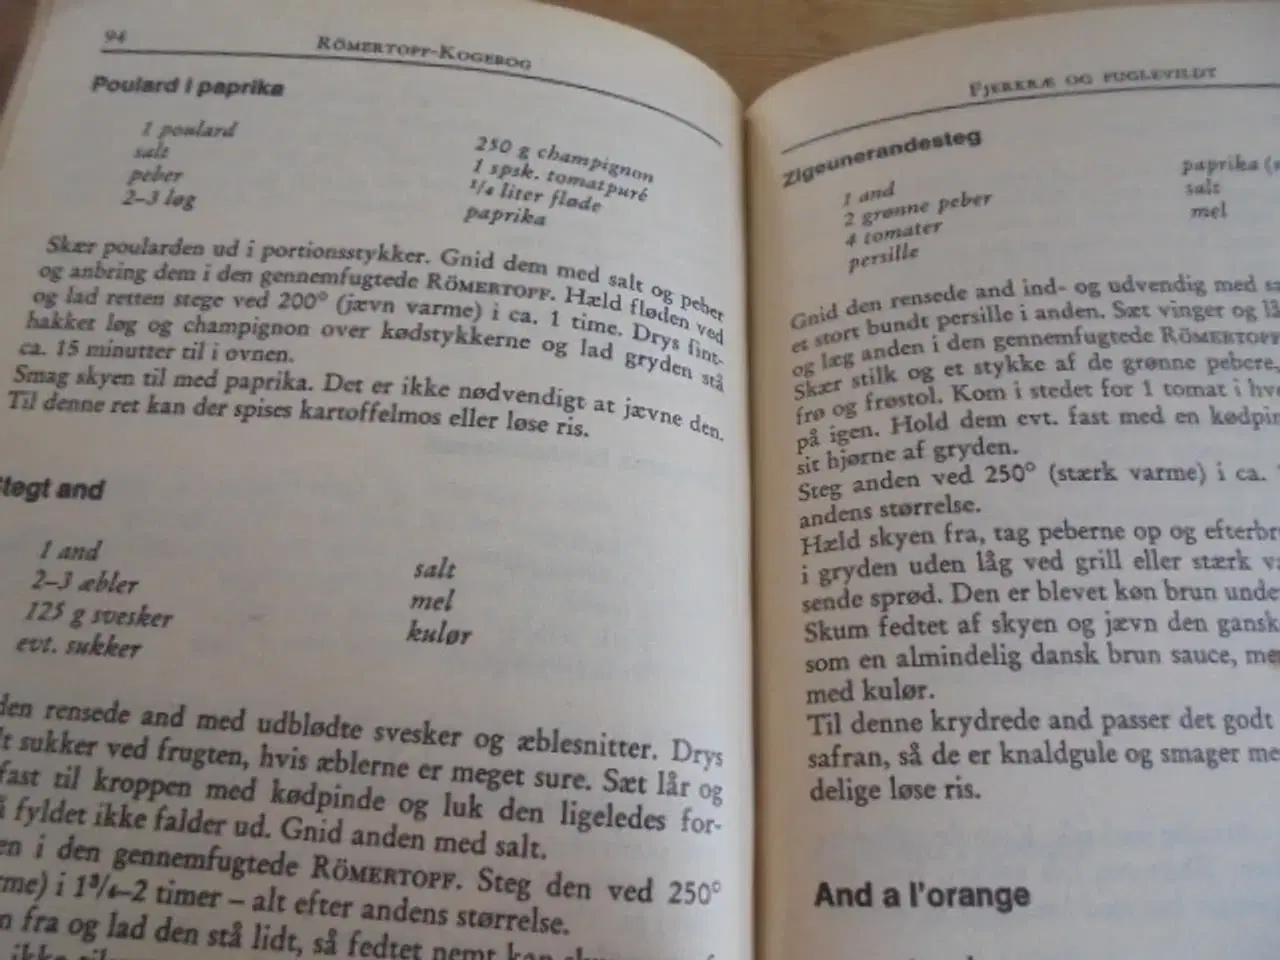 94
RÖMERTOPF-KOGEBOG
Poulard i paprika
1 poulard
salt
peber
2–3 løg
250 g champignon
1 spsk. tomatpuré
1/4 liter fløde
paprika
Skær poularden ud i portionsstykker. Gnid dem med salt og peber
og anbring dem i den gennemfugtede RÖMERTOPF. Hæld fløden ved
og lad retten stege ved 200° (jævn varme) i ca. 1 time. Drys fint-
hakket løg og champignon over kødstykkerne og lad gryden stå
ca. 15 minutter til i ovnen.
Smag skyen til med paprika. Det er ikke nødvendigt at jævne den.
Til denne ret kan der spises kartoffelmos eller løse ris.
Stegt and
1 and
2–3 æbler
125 g svesker
evt. sukker
salt
mel
kulør
den rensede and med udblødte svesker og æblesnitter. Drys
sukker ved frugten, hvis æblerne er meget sure. Sæt lår og
fast til kroppen med kødpinde og luk den ligeledes for-
fyldet ikke falder ud. Gnid anden med salt.
i den gennemfugtede RÖMERTOPF. Steg den ved 250°
i 1 3/4–2 timer – alt efter andens størrelse.
fra og lad den stå lidt, så fedtet nemt kan
ikke
FJERKRÆ OG FUGLEVILDT
Zigeunerandesteg
1 and
2 grønne peber
4 tomater
persille
paprika
salt
mel
Gnid den rensede and ind- og udvendig med
et stort bundt persille i anden. Sæt vinger og
og læg anden i den gennemfugtede RÖMERTOPF
Skær stilk og et stykke af de grønne pebere,
frø og frøstol. Kom i stedet for 1 tomat i
på igen. Hold dem evt. fast med en
sit hjørne af gryden.
Steg anden ved 250° (stærk varme) i ca.
andens størrelse.
Hæld skyen fra, tag peberne op og
i gryden uden låg ved grill eller stærk
sende sprød. Den er blevet køn brun
Skum fedtet af skyen og jævn den
som en almindelig dansk brun sauce,
med kulør.
Til denne krydrede and passer det godt
safran, så de er knaldgule og smager
delige løse ris.
And a l'orange